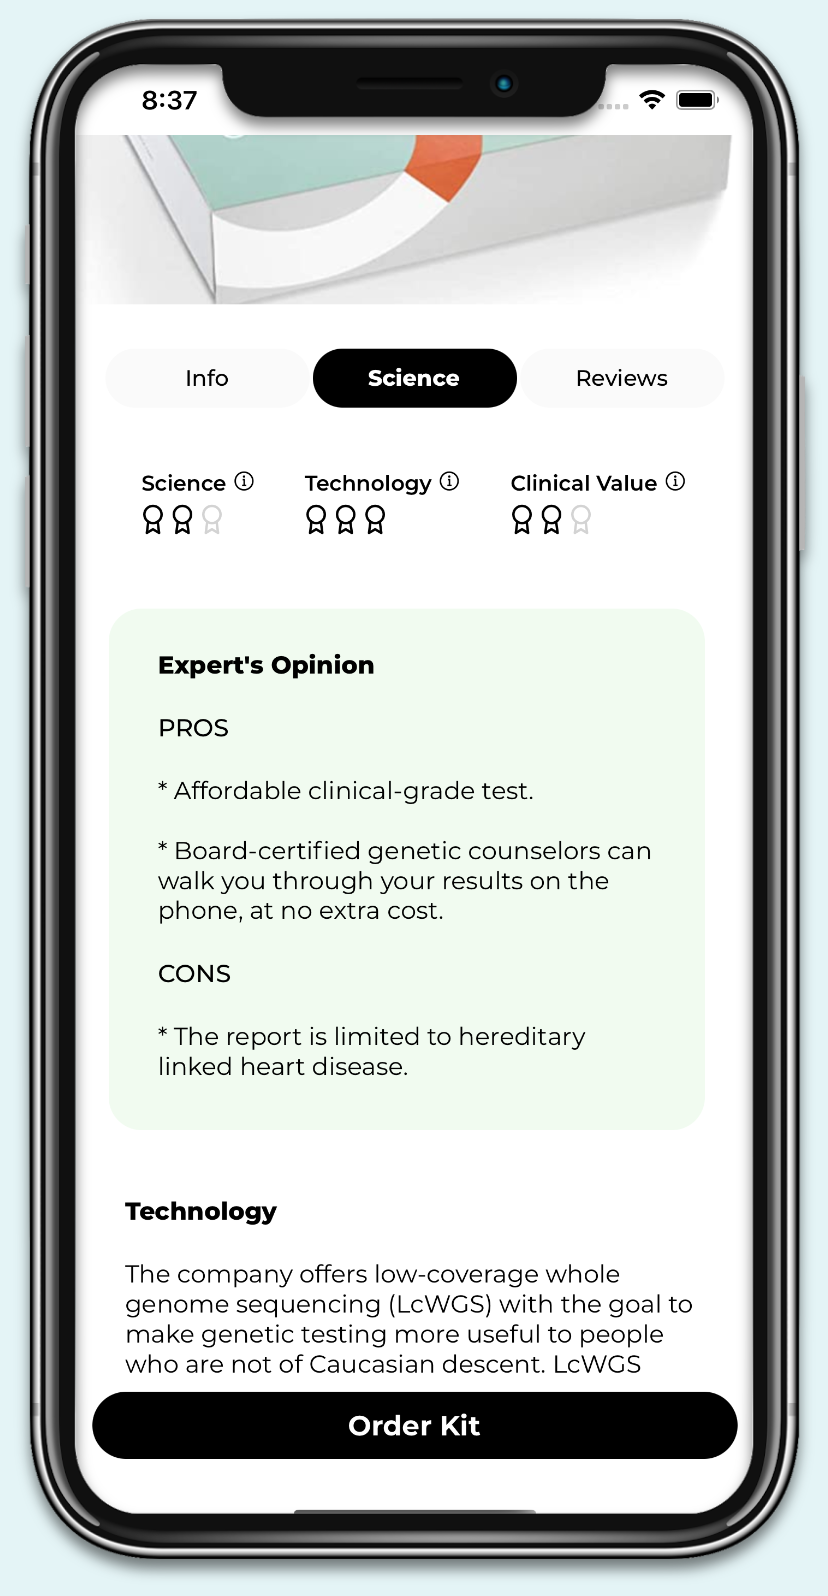 8:37
Info Science Reviews
Science Technology Clinical Value
Expert's Opinion
PROS
* Affordable clinical-grade test.
* Board-certified genetic counselors can
walk you through your results on the
phone, at no extra cost.
CONS
* The report is limited to hereditary
linked heart disease.
Technology
The company offers low-coverage whole
genome sequencing (LcWGS) with the goal to
make genetic testing more useful to people
who are not of Caucasian descent. LcWGS
Order Kit